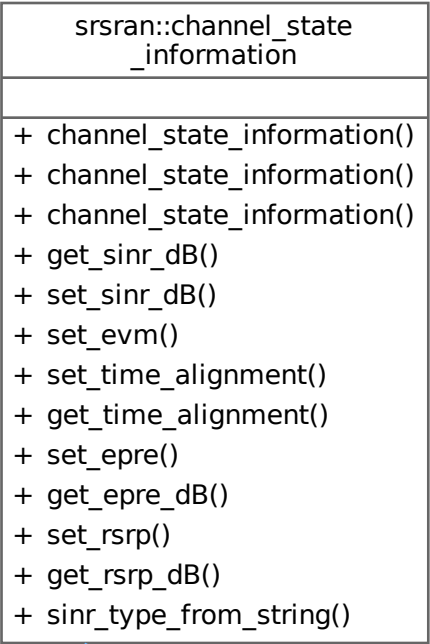 srsran::channel_state
_information
+ channel_state_information()
+ channel_state_information()
+ channel_state_information()
+ get_sinr_dB()
+ set_sinr_dB()
+ set_evm()
+ set_time_alignment()
+ get_time_alignment()
+ set_epre()
+ get_epre_dB()
+ set_rsrp()
+ get_rsrp_dB()
+ sinr_type_from_string()